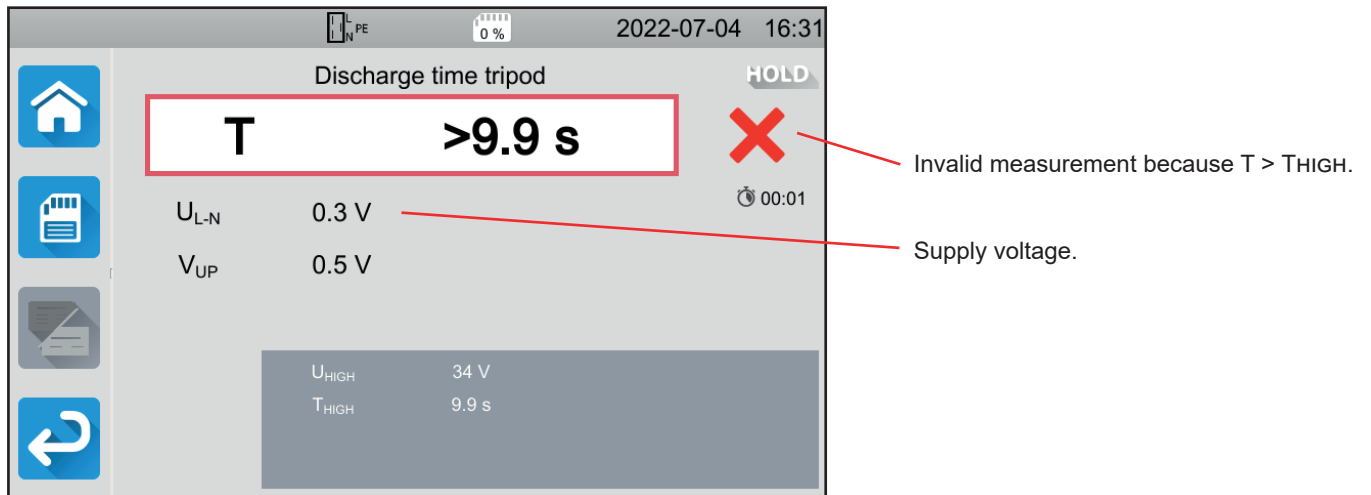 L
N PE
0 %
2022-07-04 16:31
Discharge time tripod
HOLD
T >9.9 s
Invalid measurement because T > THIGH.
00:01
UL-N 0.3 V
Supply voltage.
VUP 0.5 V
UHIGH 34 V
THIGH 9.9 s